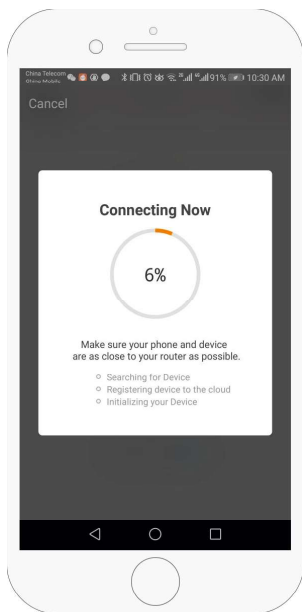 China Telecom
China Mobile 91% 10:30 AM
Cancel
Connecting Now
6%
Make sure your phone and device
are as close to your router as possible.
Searching for Device
Registering device to the cloud
Initializing your Device